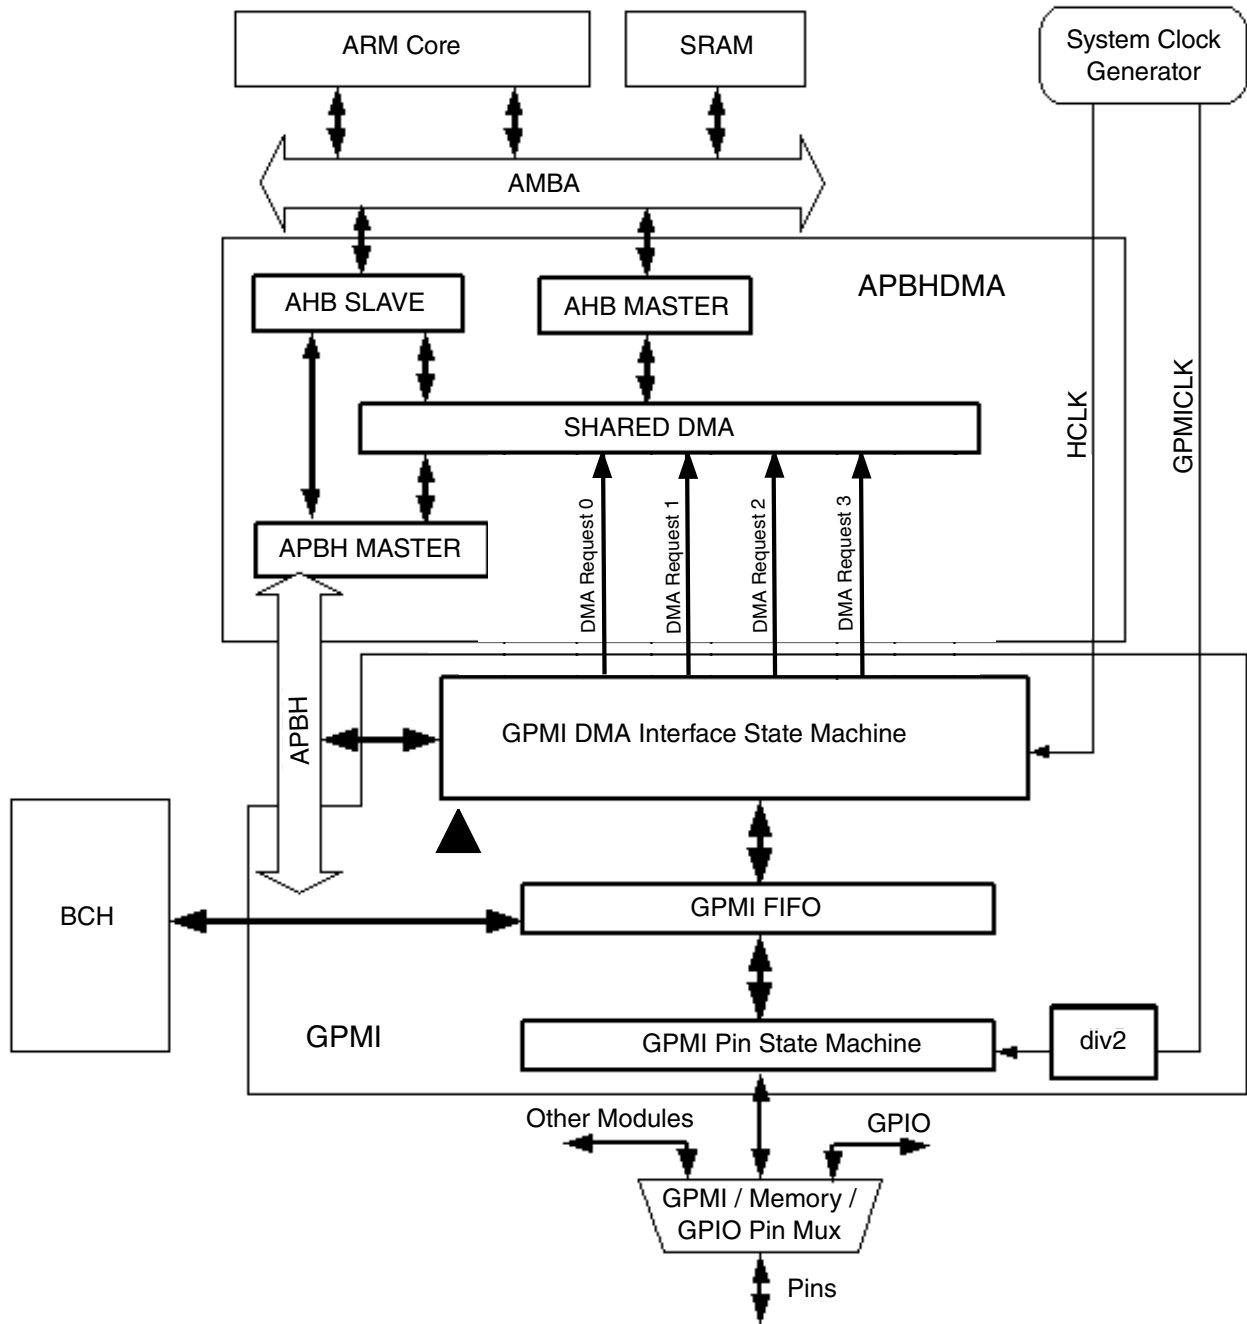 ARM Core
SRAM
System Clock
Generator
AMBA
AHB SLAVE
AHB MASTER
APBHDMA
SHARED DMA
HCLK
GPMICLK
DMA Request 0
DMA Request 1
DMA Request 2
DMA Request 3
APBH MASTER
APBH
GPMI DMA Interface State Machine
BCH
GPMI FIFO
GPMI
GPMI Pin State Machine
div2
Other Modules
GPIO
GPMI / Memory /
GPIO Pin Mux
Pins